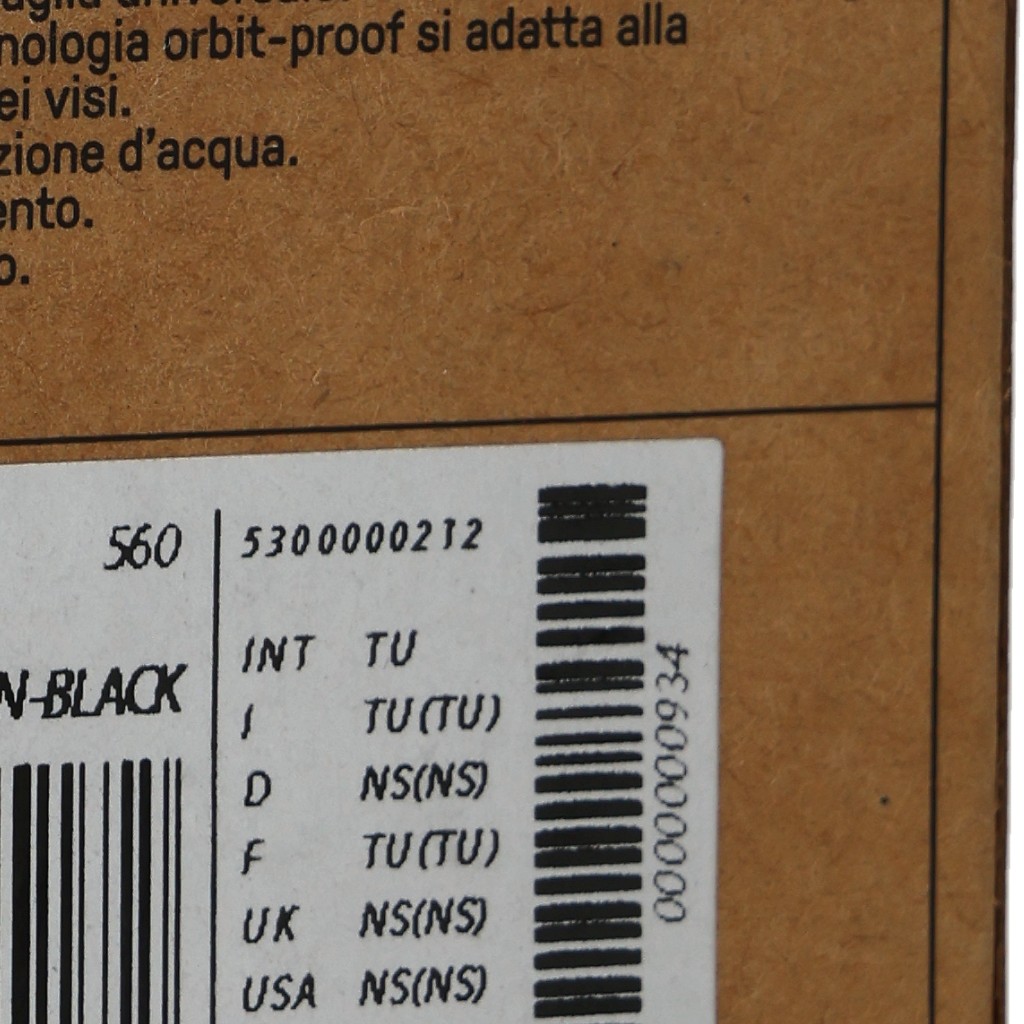 nologia orbit-proof si adatta alla
ei visi.
zione d'acqua.
ento.
o.
560
N-BLACK
5300000212
INT TU
I TU(TU)
D NS(NS)
F TU(TU)
UK NS(NS)
USA NS(NS)
0000000934